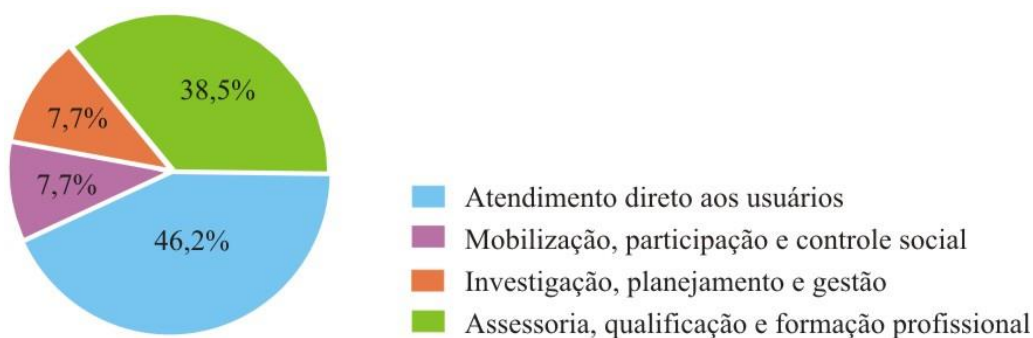 38,5%
7,7%
7,7%
46,2%
Atendimento direto aos usuários
Mobilização, participação e controle social
Investigação, planejamento e gestão
Assessoria, qualificação e formação profissional